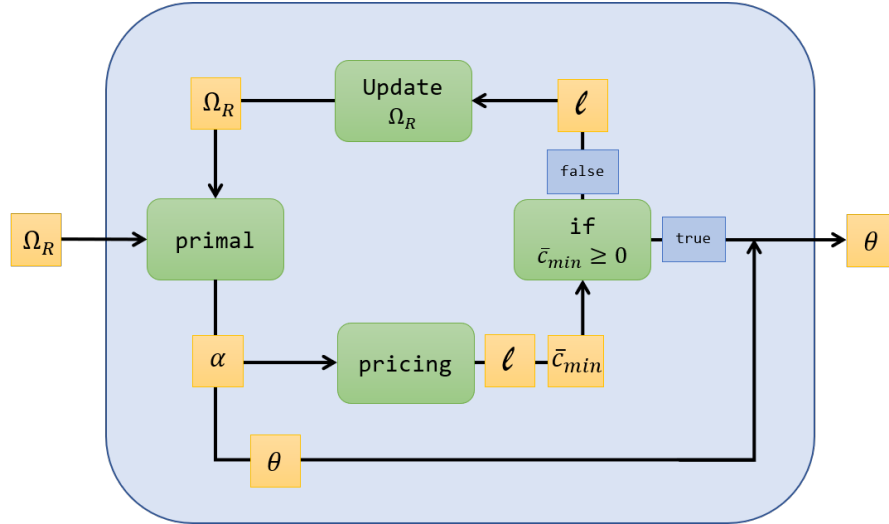 Update
Ω_R
Ω_R
ℓ
false
primal
if
c̄_min ≥ 0
true
Ω_R
θ
α
pricing
ℓ
c̄_min
θ